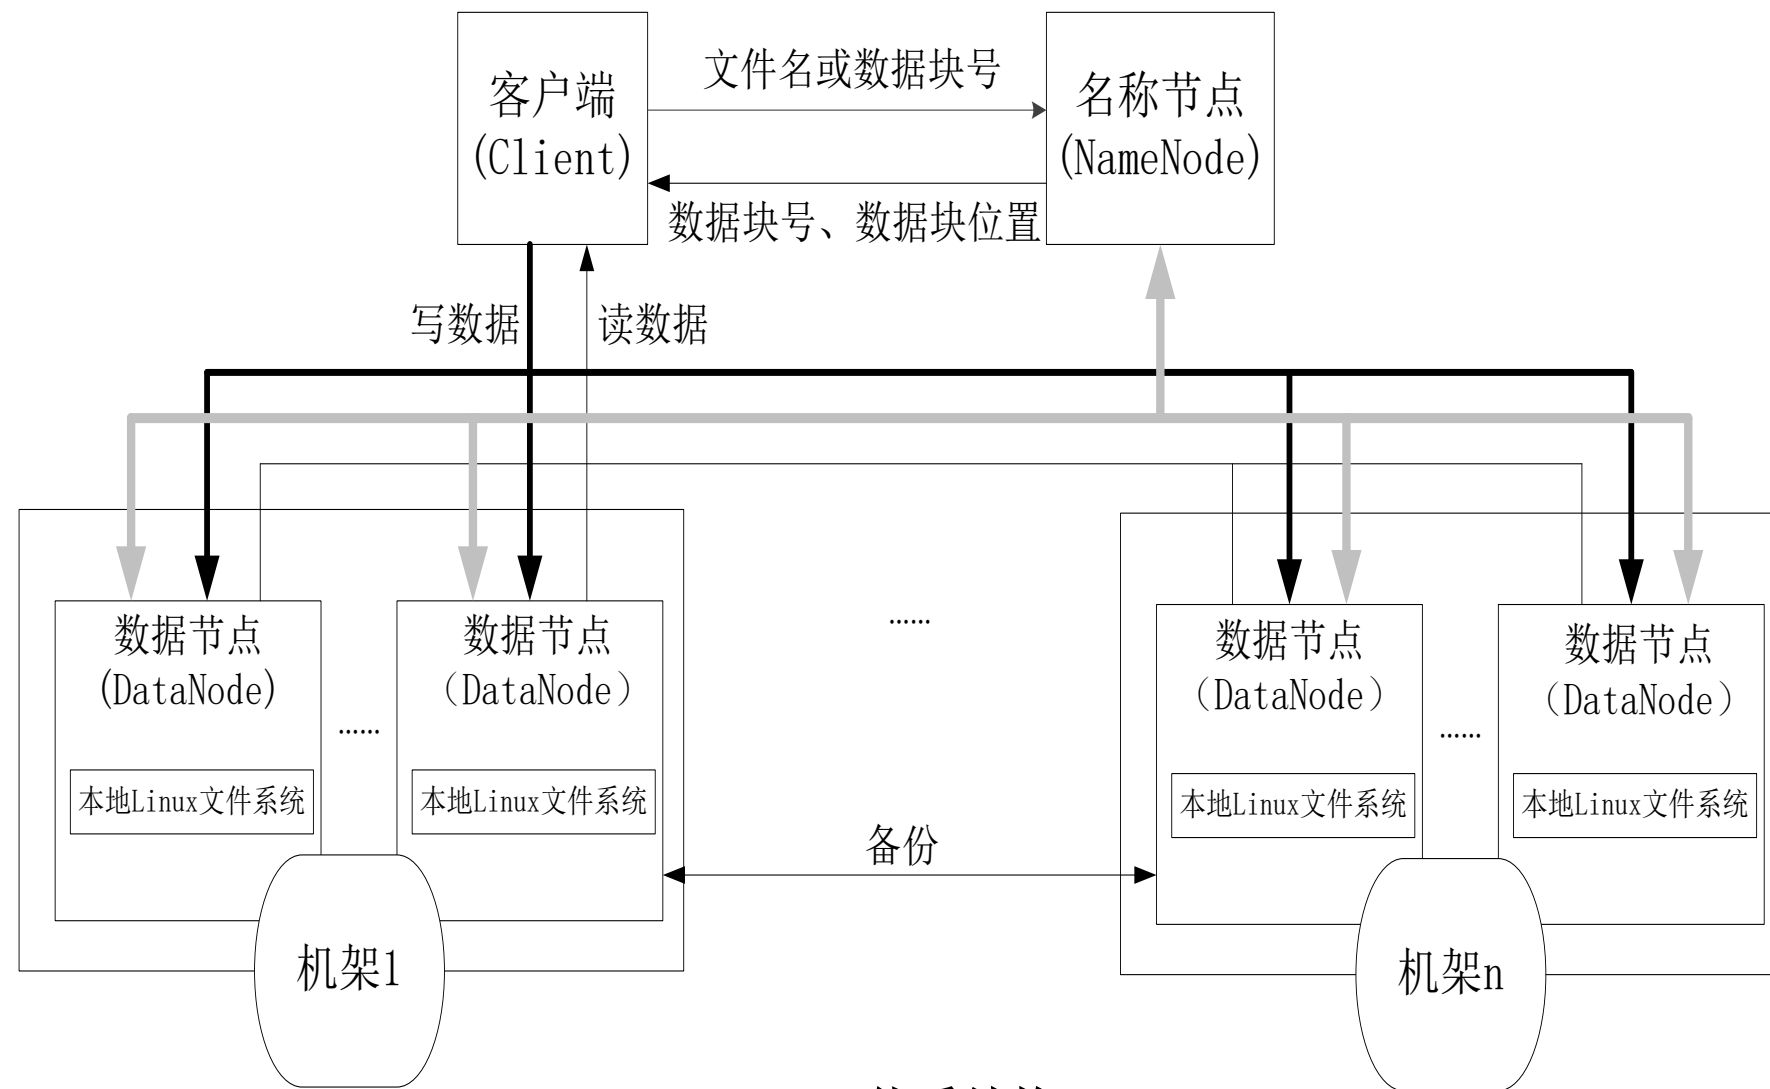 客户端
(Client)
文件名或数据块号
名称节点
(NameNode)
数据块号、数据块位置
写数据
读数据
数据节点
(DataNode)
数据节点
（DataNode）
……
数据节点
（DataNode）
数据节点
（DataNode）
……
……
本地Linux文件系统
本地Linux文件系统
本地Linux文件系统
本地Linux文件系统
备份
机架1
机架n